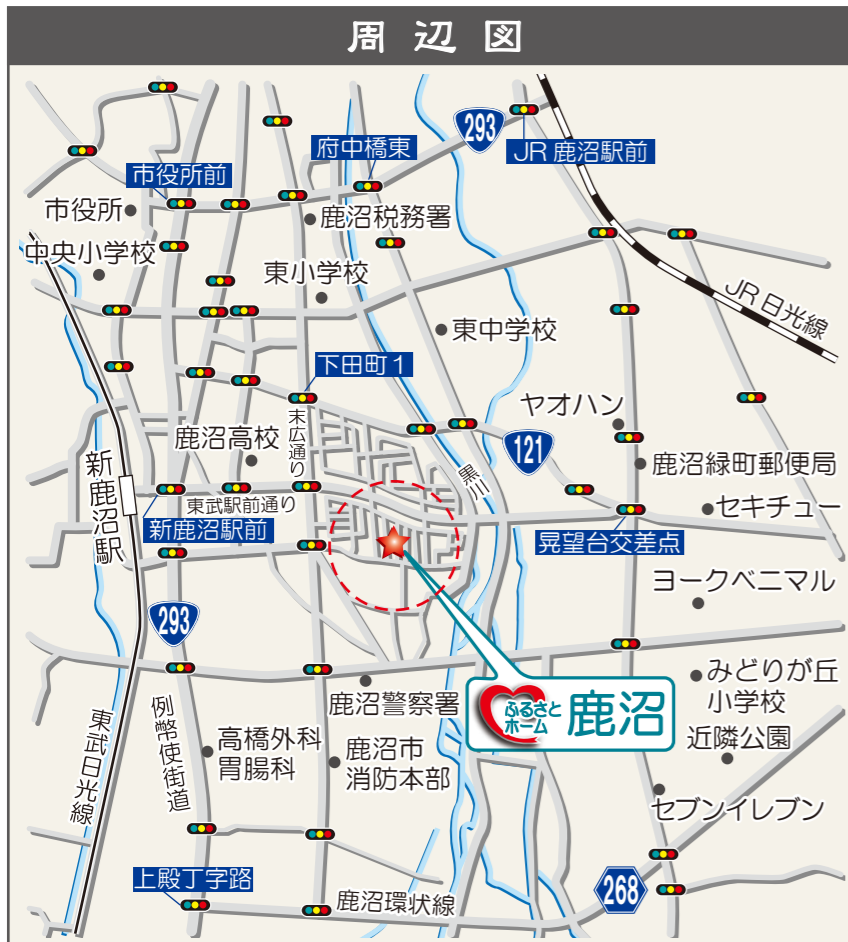 周辺図
293
JR鹿沼駅前
府中橋東
市役所前
市役所
鹿沼税務署
中央小学校
東小学校
JR日光線
東中学校
下田町1
ヤオハン
末広通り
鹿沼高校
121
黒川
鹿沼緑町郵便局
新鹿沼駅
東武駅前通り
セキチュー
新鹿沼駅前
晃望台交差点
ヨークベニマル
293
みどりが丘
小学校
鹿沼警察署
ふるさと
ホーム
鹿沼
例幣使街道
東武日光線
高橋外科
胃腸科
鹿沼市
消防本部
近隣公園
セブンイレブン
上殿丁字路
鹿沼環状線
268